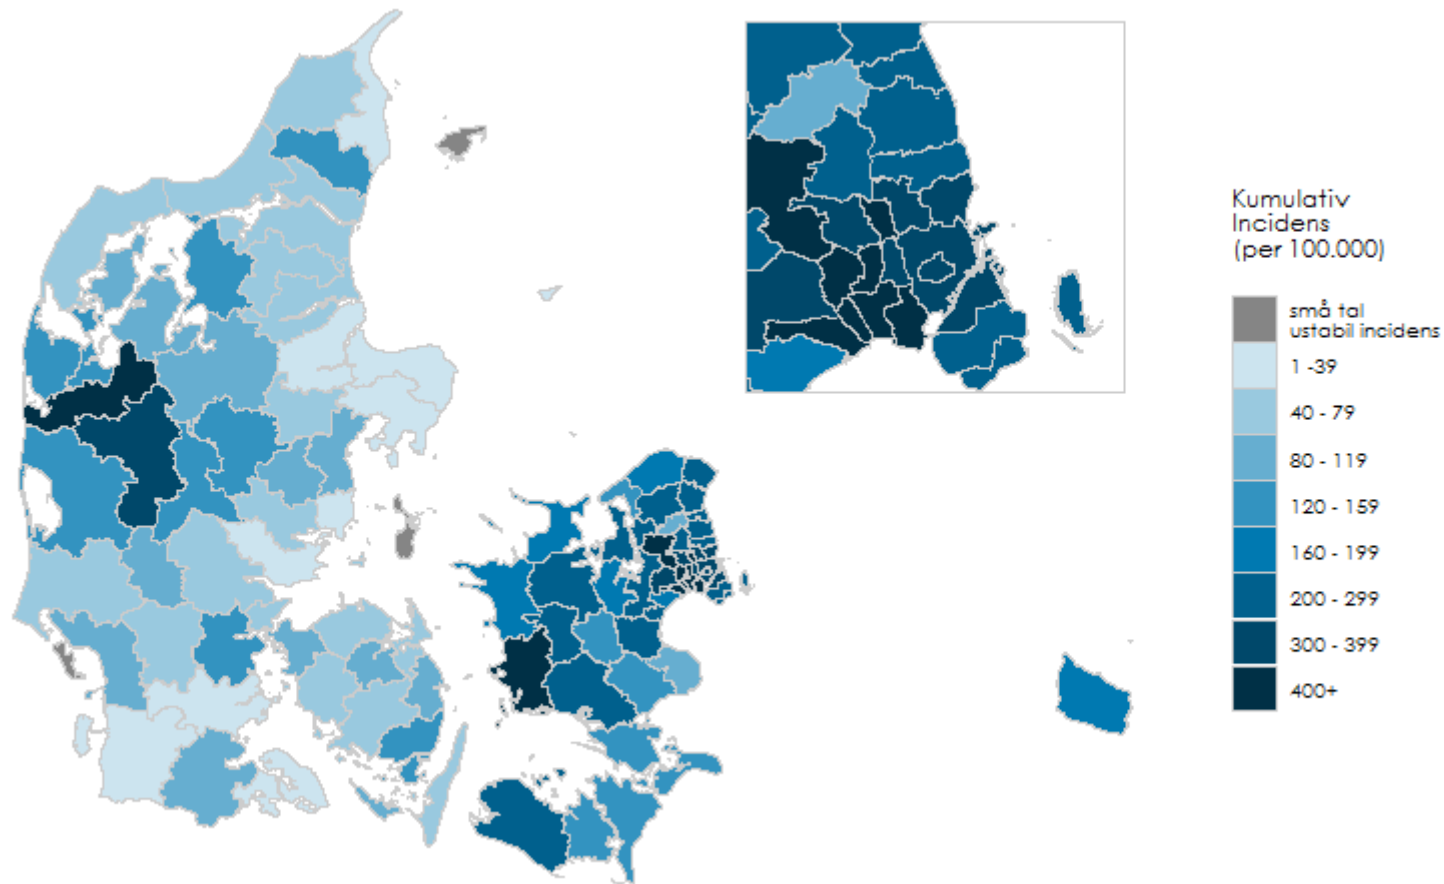 Kumulativ
Incidens
(per 100.000)
små tal
ustabil incidens
1 -39
40 - 79
80 - 119
120 - 159
160 - 199
200 - 299
300 - 399
400+